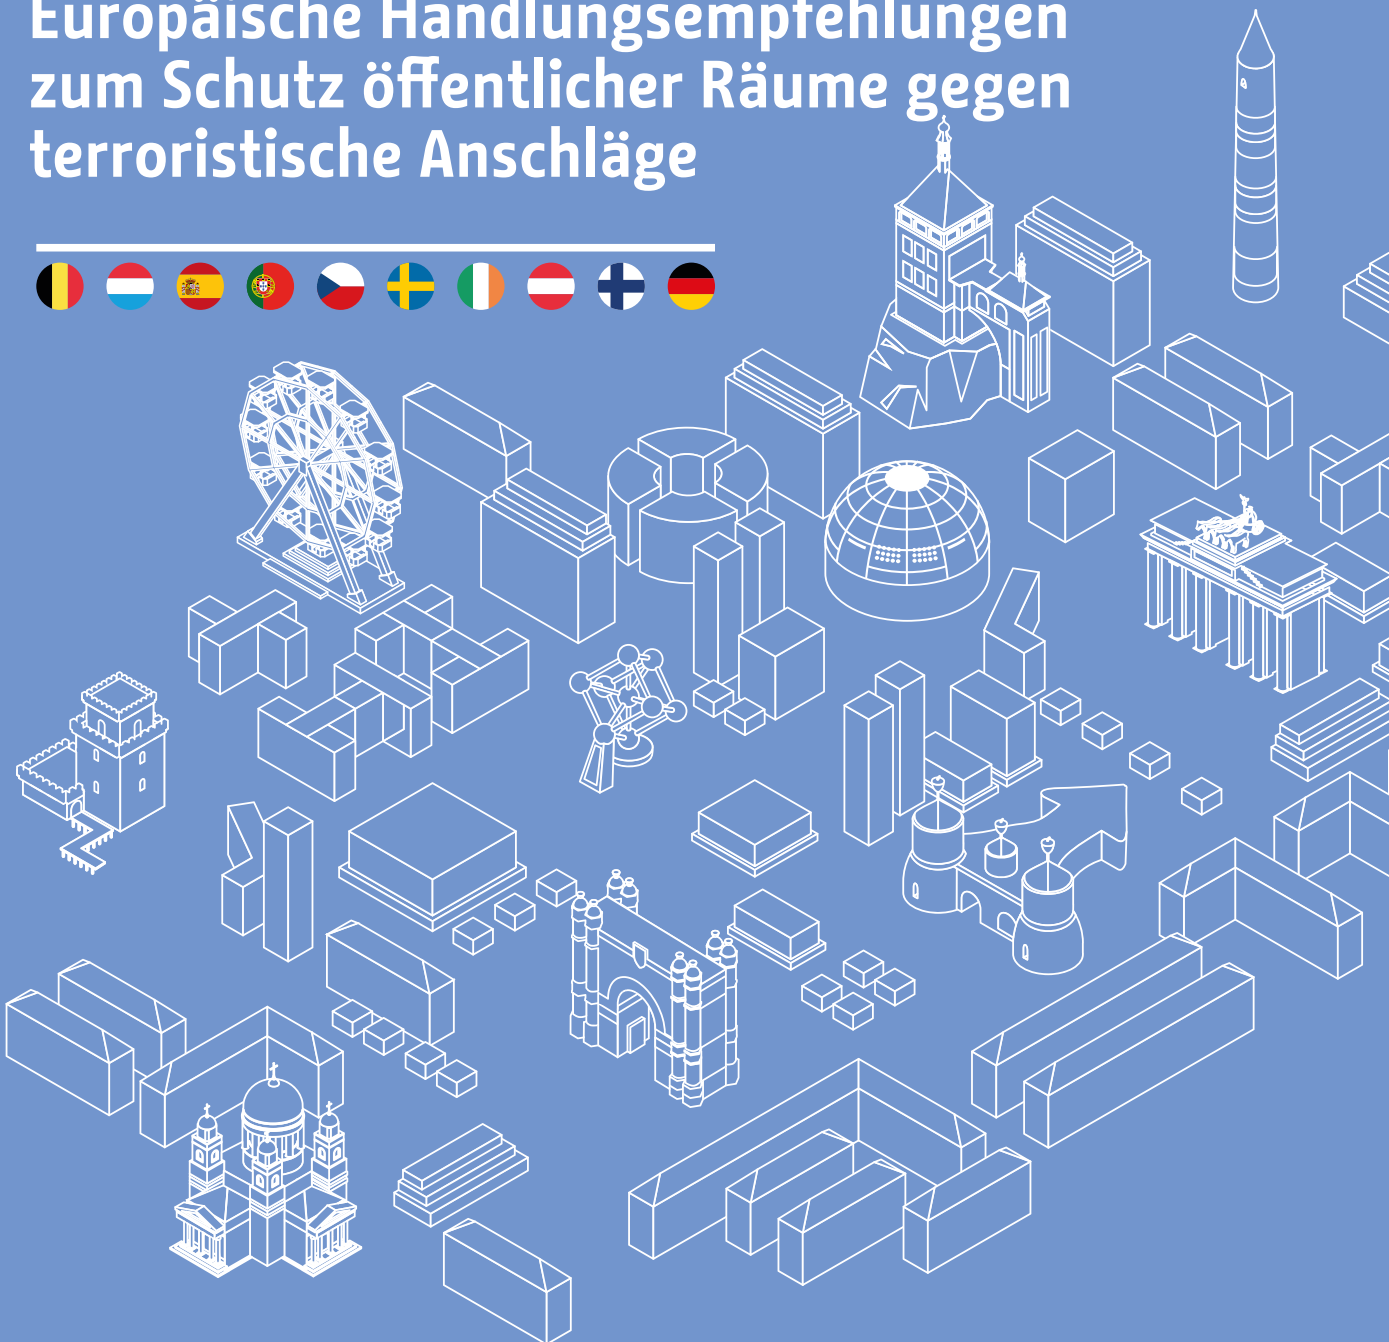 Europäische Handlungsempfehlungen
zum Schutz öffentlicher Räume gegen
terroristische Anschläge